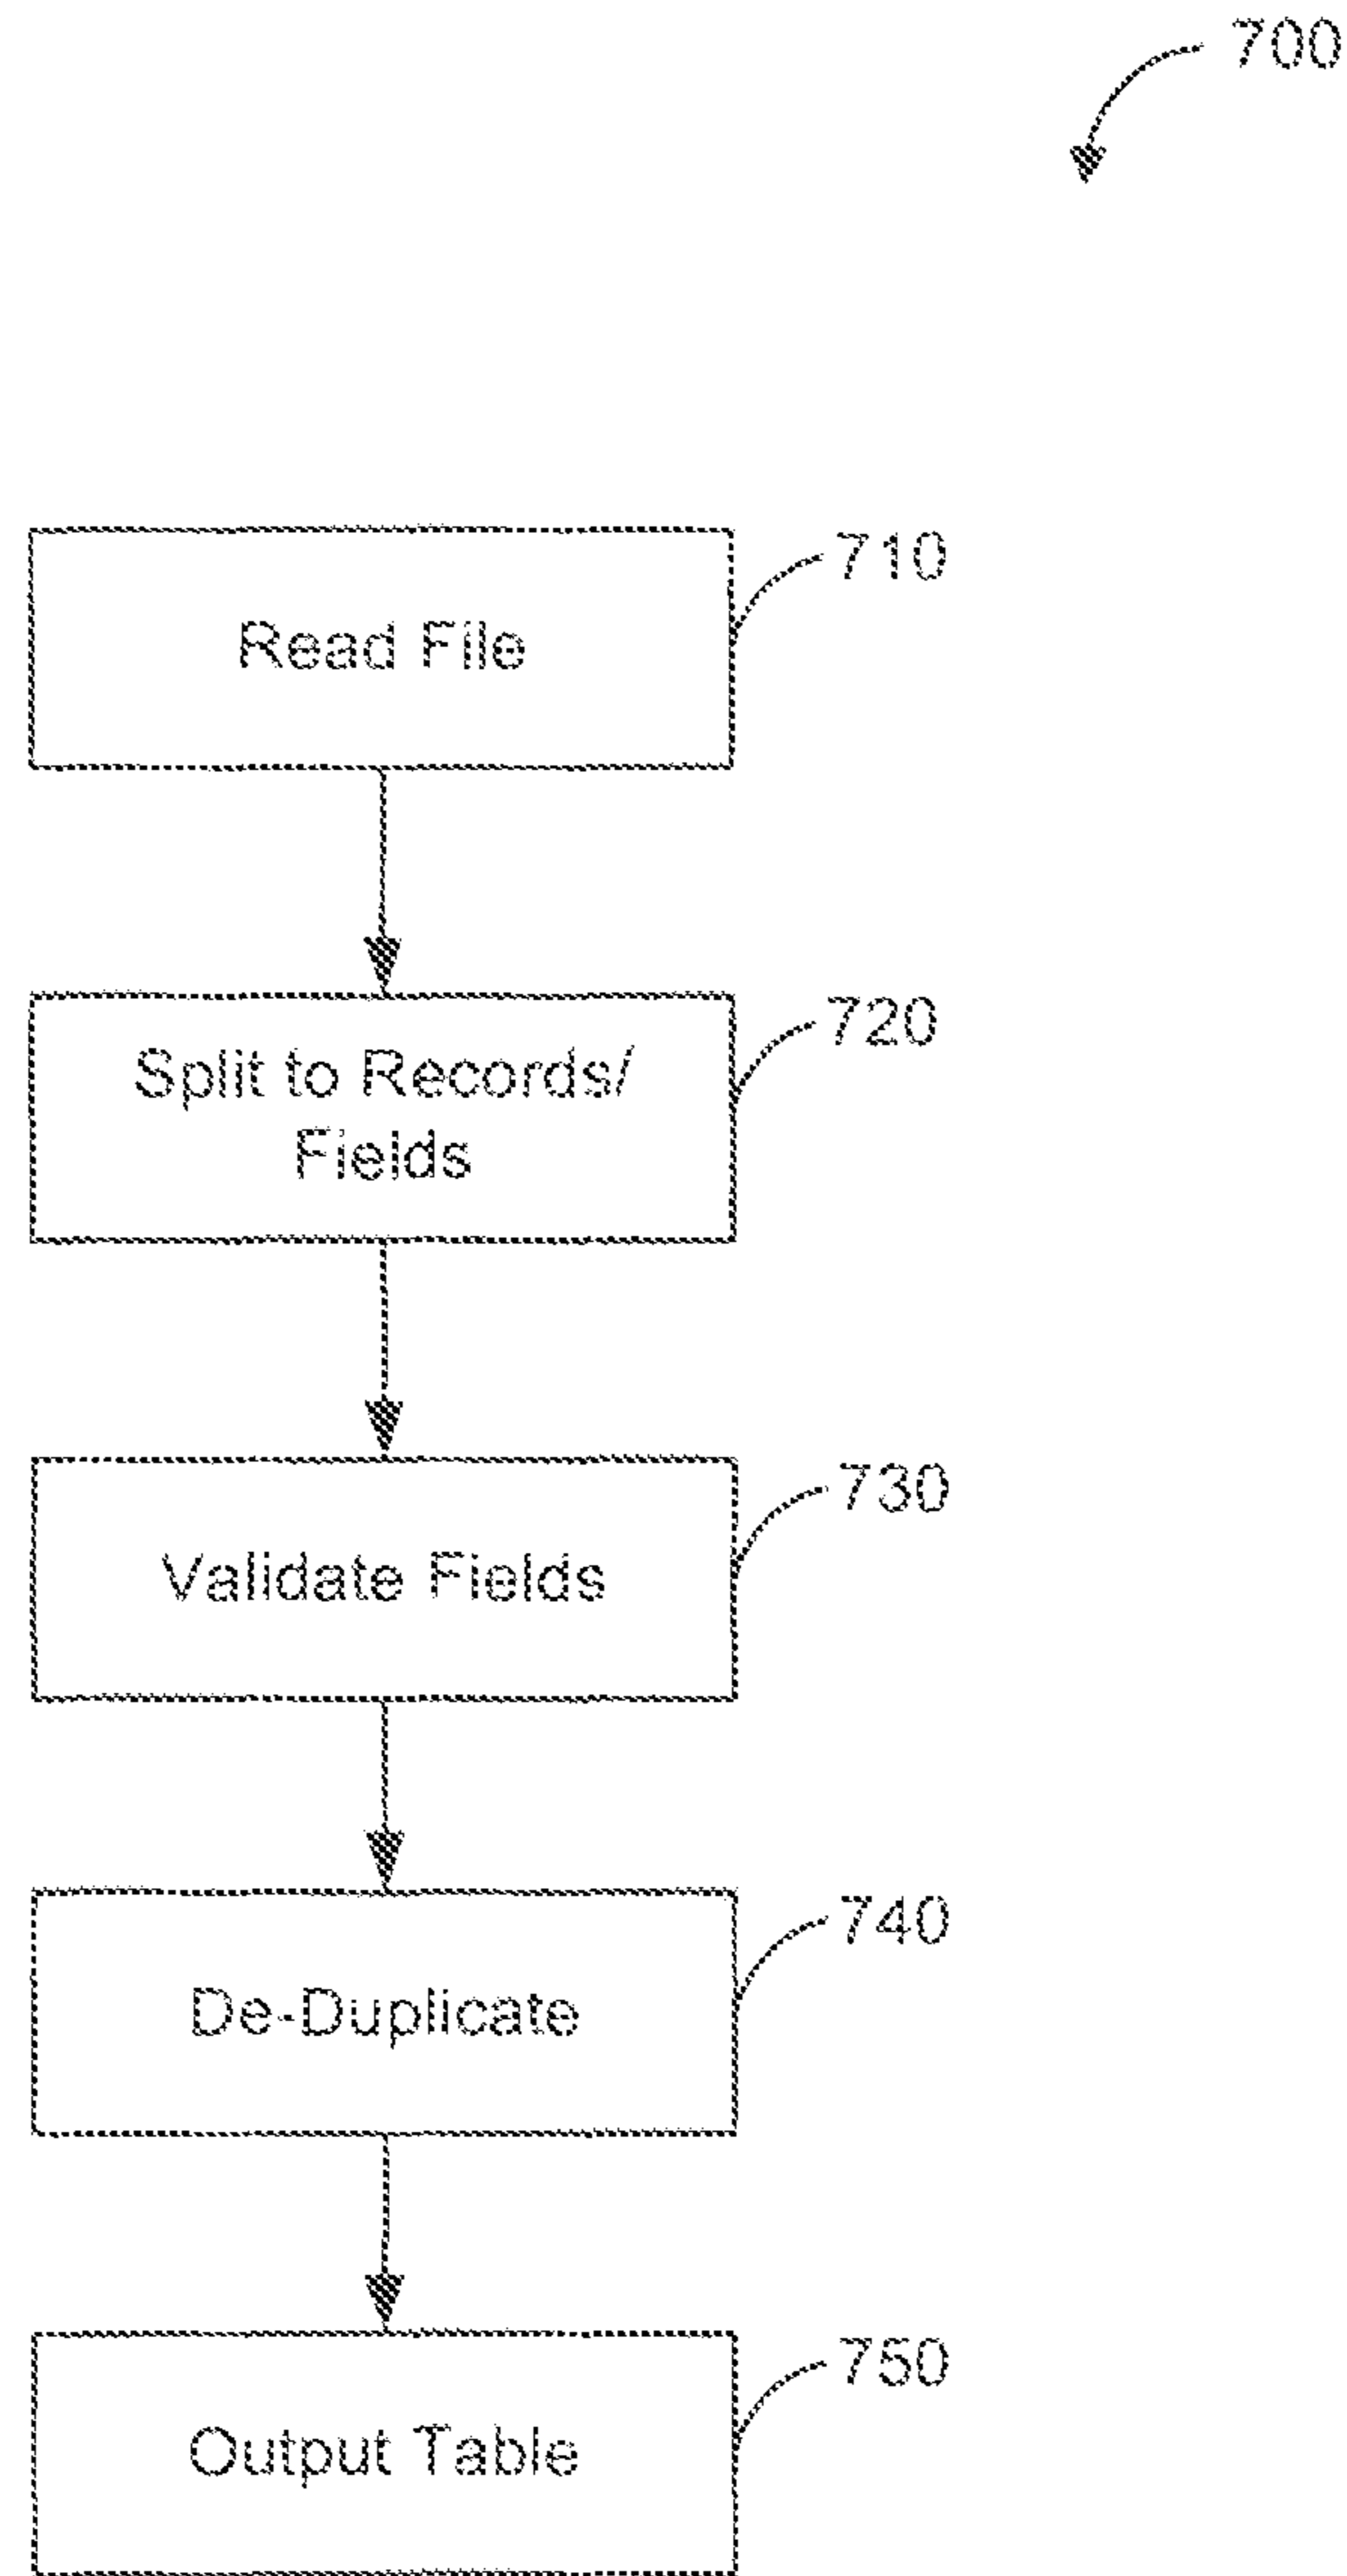 700
710
Read File
720
Split to Records/
Fields
730
Validate Fields
740
De-Duplicate
750
Output Table